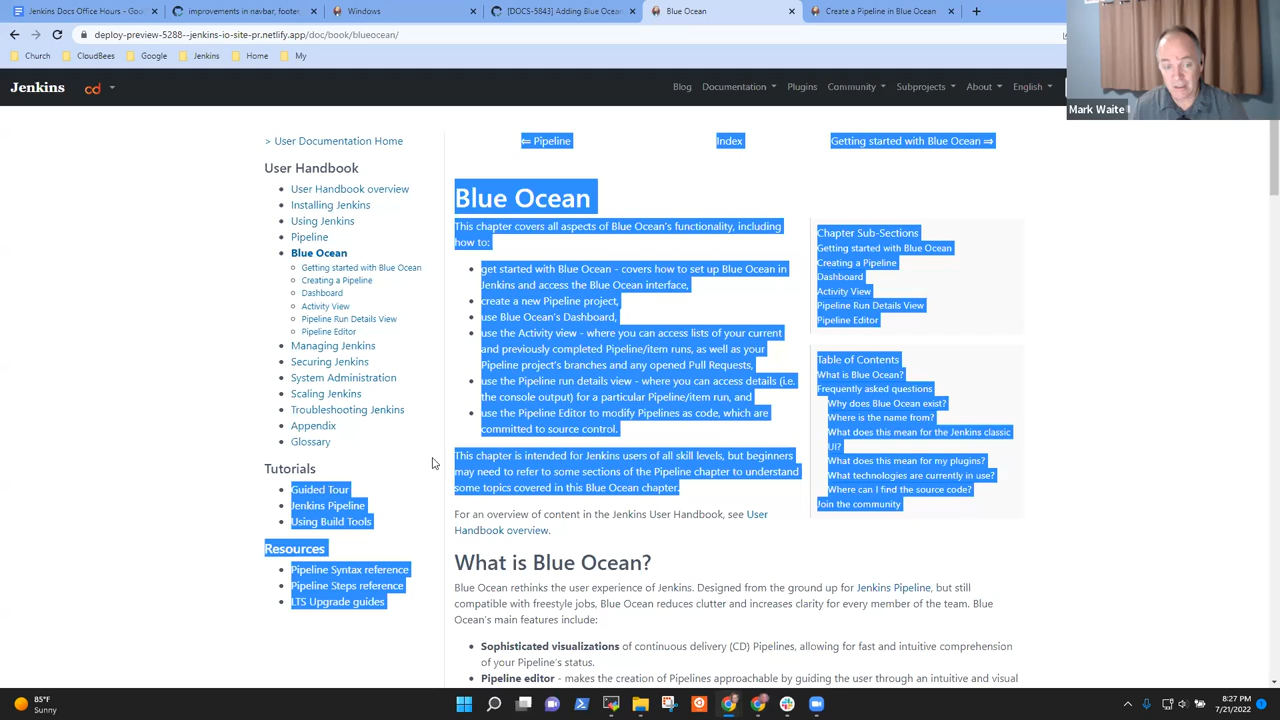 Jenkins Docs Office Hours - Goo
improvements in navbar, footer,
Windows
[DOCS-5843] Adding Blue Ocean
Blue Ocean
Create a Pipeline in Blue Ocean
deploy-preview-5288--jenkins-io-site-pr.netlify.app/doc/book/blueocean/
Church
CloudBees
Google
Jenkins
Home
My
Mark Waite
Jenkins
cd
Blog
Documentation
Plugins
Community
Subprojects
About
English
> User Documentation Home
User Handbook
User Handbook overview
Installing Jenkins
Using Jenkins
Pipeline
Blue Ocean
Getting started with Blue Ocean
Creating a Pipeline
Dashboard
Activity View
Pipeline Run Details View
Pipeline Editor
Managing Jenkins
Securing Jenkins
System Administration
Scaling Jenkins
Troubleshooting Jenkins
Appendix
Glossary
Tutorials
Guided Tour
Jenkins Pipeline
Using Build Tools
Resources
Pipeline Syntax reference
Pipeline Steps reference
LTS Upgrade guides
⇐ Pipeline
Index
Getting started with Blue Ocean ⇒
Blue Ocean
This chapter covers all aspects of Blue Ocean's functionality, including
how to:
get started with Blue Ocean - covers how to set up Blue Ocean in
Jenkins and access the Blue Ocean interface,
create a new Pipeline project,
use Blue Ocean's Dashboard,
use the Activity view - where you can access lists of your current
and previously completed Pipeline/item runs, as well as your
Pipeline project's branches and any opened Pull Requests,
use the Pipeline run details view - where you can access details (i.e.
the console output) for a particular Pipeline/item run, and
use the Pipeline Editor to modify Pipelines as code, which are
committed to source control.
This chapter is intended for Jenkins users of all skill levels, but beginners
may need to refer to some sections of the Pipeline chapter to understand
some topics covered in this Blue Ocean chapter.
For an overview of content in the Jenkins User Handbook, see User
Handbook overview.
Chapter Sub-Sections
Getting started with Blue Ocean
Creating a Pipeline
Dashboard
Activity View
Pipeline Run Details View
Pipeline Editor
Table of Contents
What is Blue Ocean?
Frequently asked questions
Why does Blue Ocean exist?
Where is the name from?
What does this mean for the Jenkins classic
UI?
What does this mean for my plugins?
What technologies are currently in use?
Where can I find the source code?
Join the community
What is Blue Ocean?
Blue Ocean rethinks the user experience of Jenkins. Designed from the ground up for Jenkins Pipeline, but still
compatible with freestyle jobs, Blue Ocean reduces clutter and increases clarity for every member of the team. Blue
Ocean's main features include:
Sophisticated visualizations of continuous delivery (CD) Pipelines, allowing for fast and intuitive comprehension
of your Pipeline's status.
Pipeline editor - makes the creation of Pipelines approachable by guiding the user through an intuitive and visual
85°F
Sunny
8:27 PM
7/21/2022